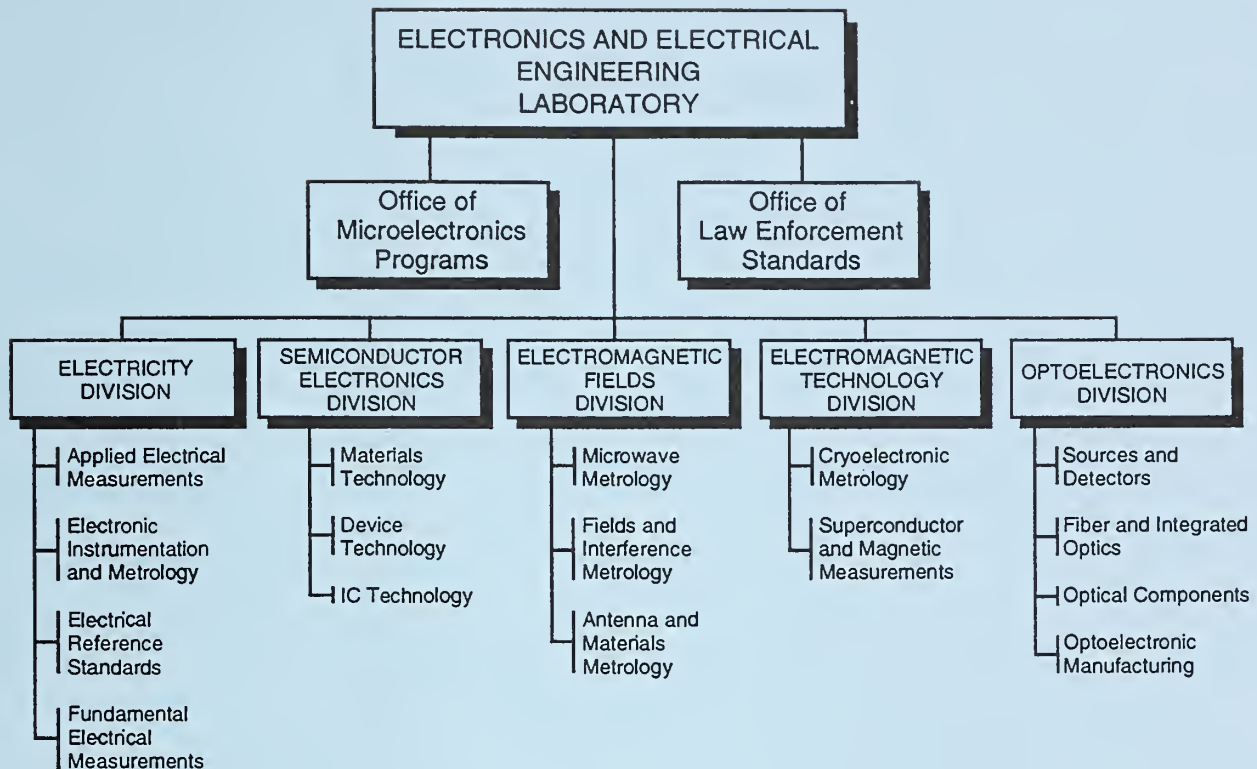 ELECTRONICS AND ELECTRICAL
ENGINEERING
LABORATORY
Office of
Microelectronics
Programs
Office of
Law Enforcement
Standards
ELECTRICITY
DIVISION
Applied Electrical
Measurements
Electronic
Instrumentation
and Metrology
Electrical
Reference
Standards
Fundamental
Electrical
Measurements
SEMICONDUCTOR
ELECTRONICS
DIVISION
Materials
Technology
Device
Technology
IC Technology
ELECTROMAGNETIC
FIELDS
DIVISION
Microwave
Metrology
Fields and
Interference
Metrology
Antenna and
Materials
Metrology
ELECTROMAGNETIC
TECHNOLOGY
DIVISION
Cryoelectronic
Metrology
Superconductor
and Magnetic
Measurements
OPTOELECTRONICS
DIVISION
Sources and
Detectors
Fiber and Integrated
Optics
Optical Components
Optoelectronic
Manufacturing